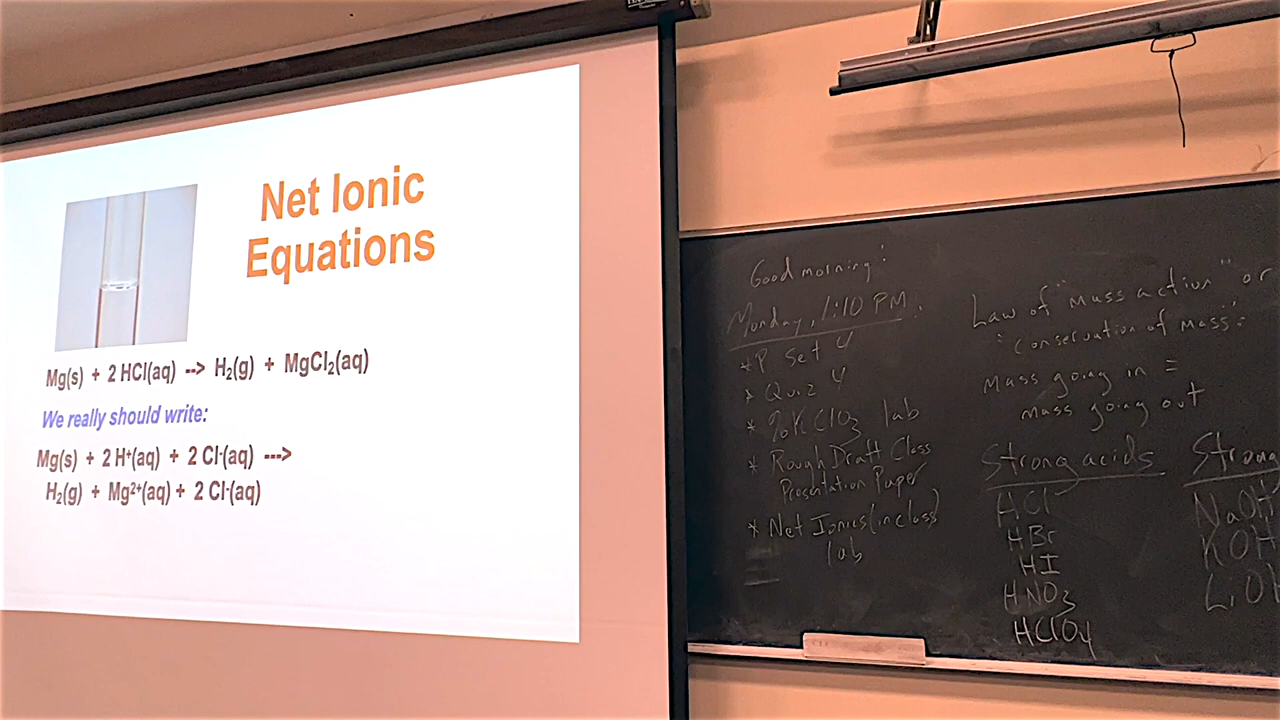 Net Ionic
Equations
Mg(s) + 2 HCl(aq) --> H₂(g) + MgCl₂(aq)
We really should write:
Mg(s) + 2 H⁺(aq) + 2 Cl⁻(aq) --->
H₂(g) + Mg²⁺(aq) + 2 Cl⁻(aq)
Good morning!
Monday, 1:10 PM:
* P Set 4
* Quiz 4
* %KClO₃ lab
* Rough Draft Class
Presentation Paper
* Net Ionics (in class)
lab
Law of "mass action" or
"conservation of mass":
Mass going in =
mass going out
Strong acids
HCl
HBr
HI
HNO₃
HClO₄
Strong
NaOH
KOH
LiOH